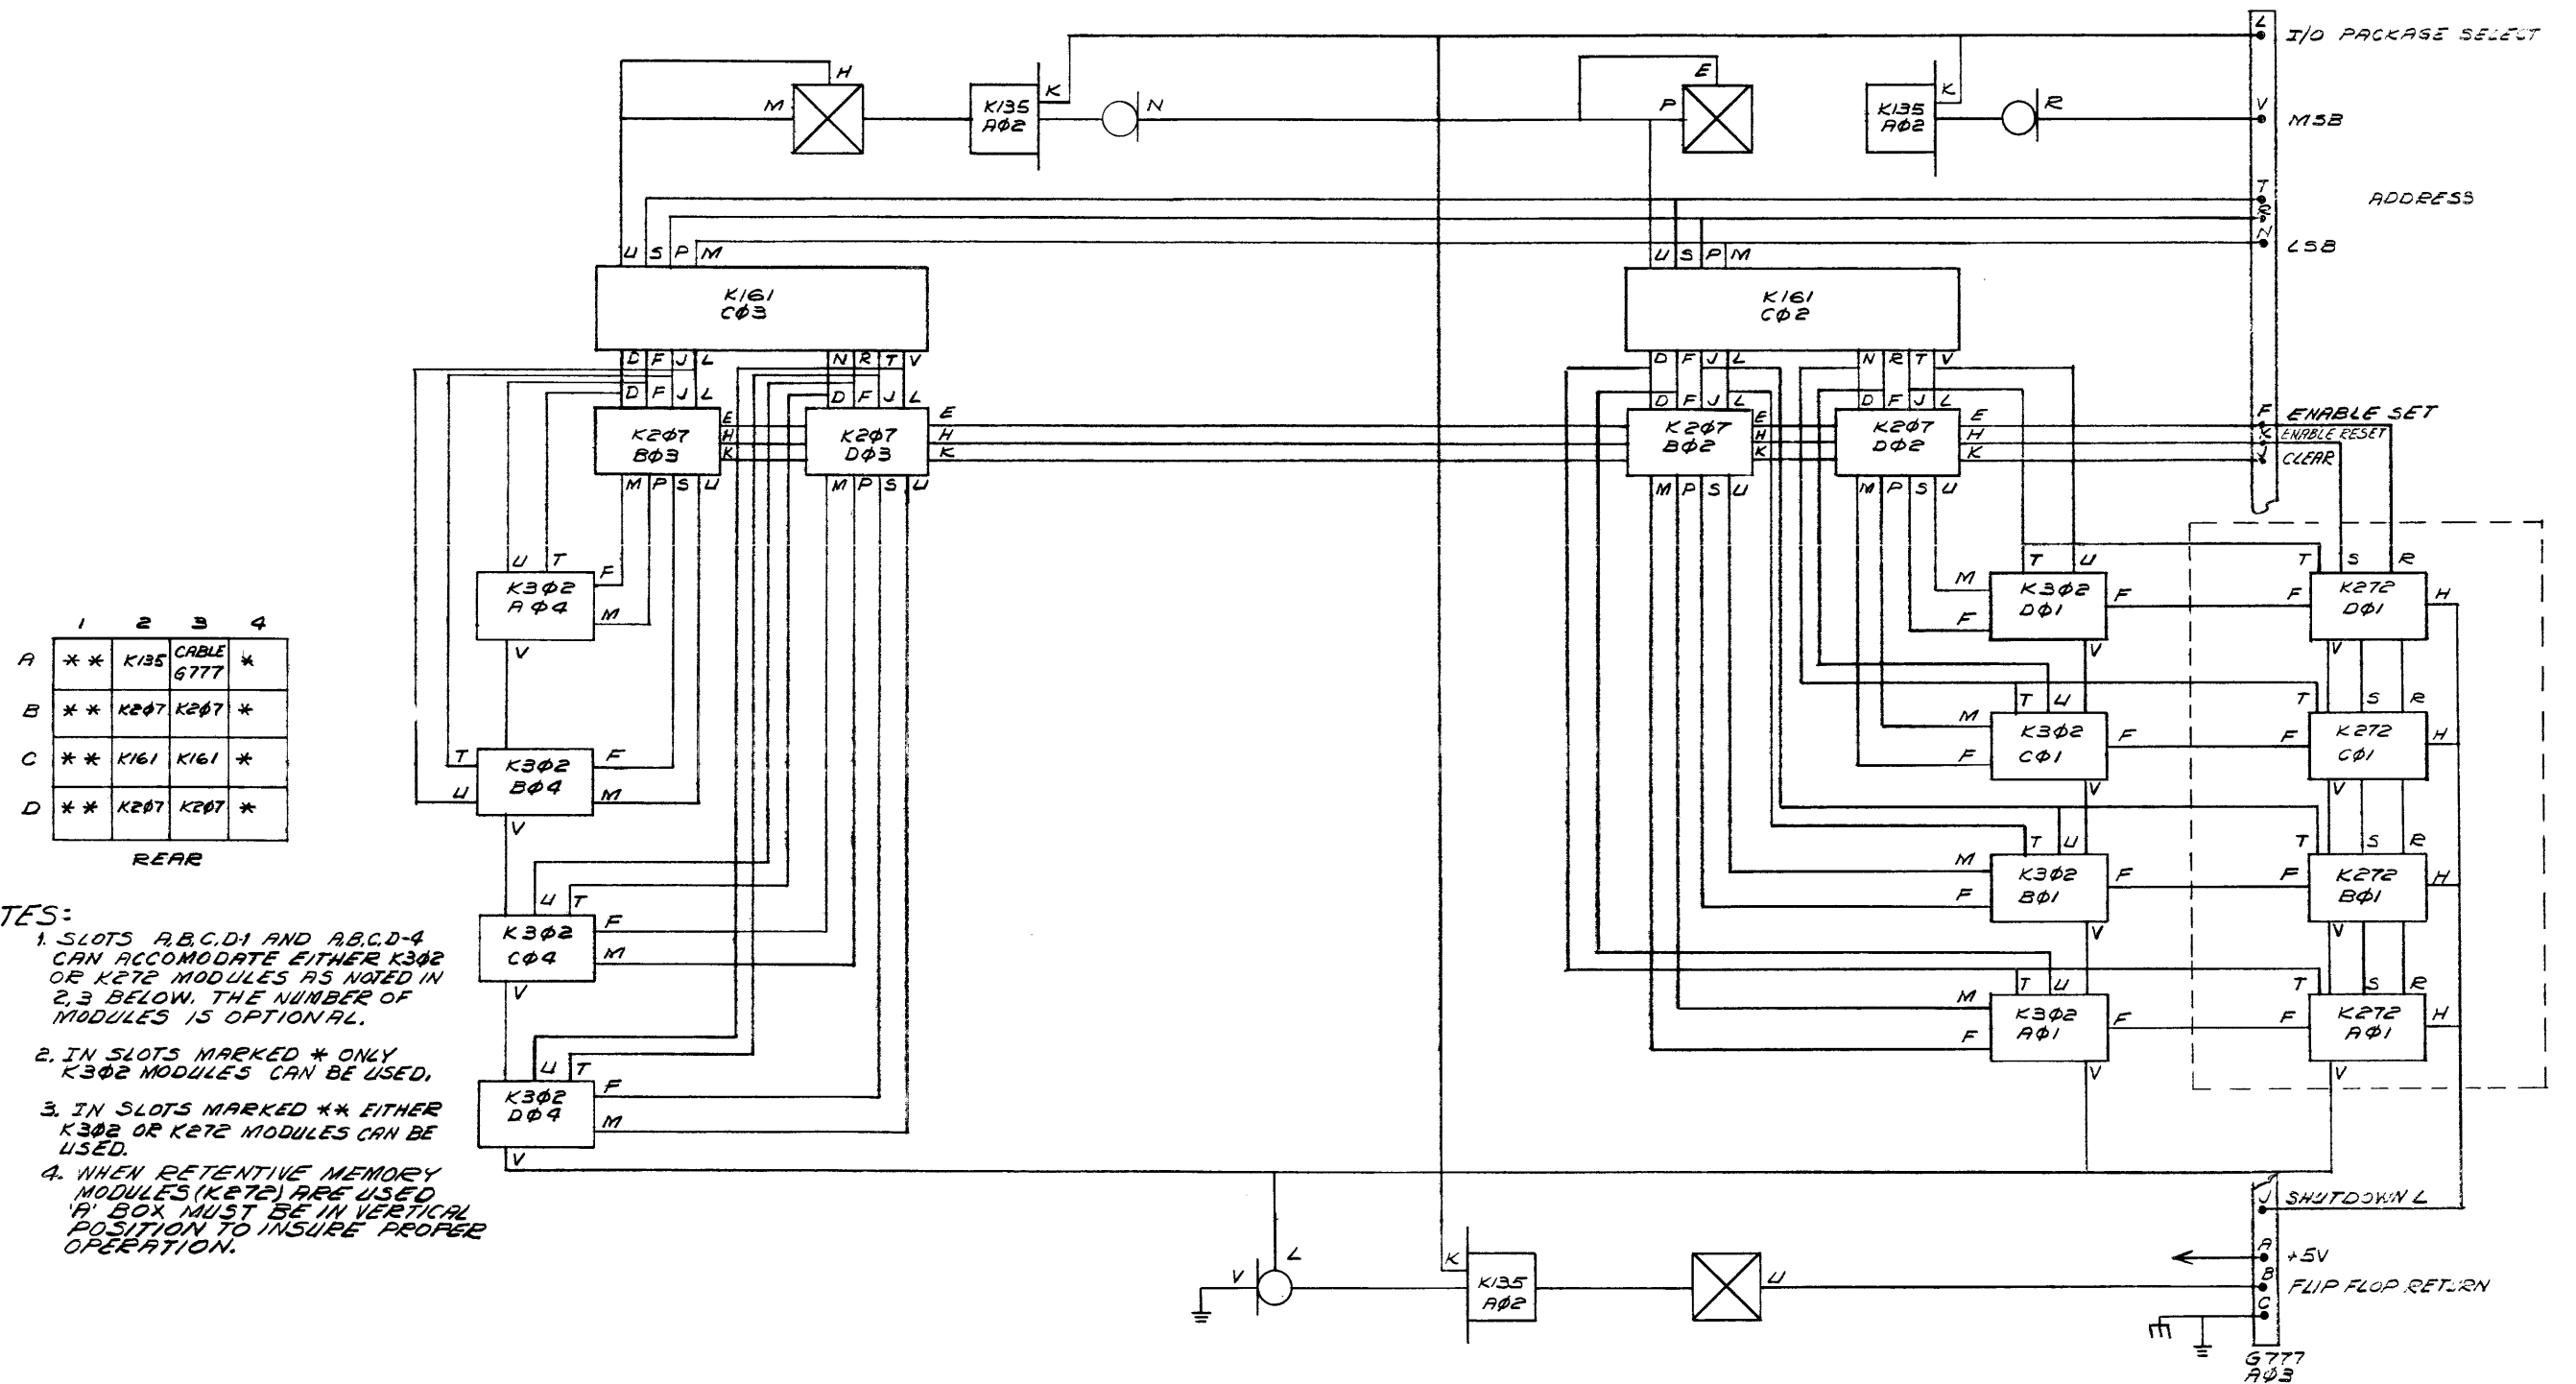 L
I/O PACKAGE SELECT
H
M
K135
AØ2
K
N
E
P
K135
AØ2
K
R
V
MSB
T
ADDRESS
R
N
LSB
U S P M
K161
CØ3
U S P M
K161
CØ2
D F J L N R T V
D F J L D F J L
D F J L N R T V
D F J L D F J L
K2Ø7
BØ3
E
H
K
K2Ø7
DØ3
E
H
K
K2Ø7
BØ2
E
H
K
K2Ø7
DØ2
E
H
K
F ENABLE SET
K ENABLE RESET
J CLEAR
M P S U M P S U
M P S U M P S U
U T
K3Ø2
AØ4
F
M
V
T
U
K3Ø2
BØ4
F
M
V
U T
K3Ø2
CØ4
F
M
V
U T
K3Ø2
DØ4
F
M
V
T U
M
F
K3Ø2
DØ1
F
V
T S R
F
K272
DØ1
H
V
T U
M
F
K3Ø2
CØ1
F
V
T S R
F
K272
CØ1
H
V
T U
M
F
K3Ø2
BØ1
F
V
T S R
F
K272
BØ1
H
V
T U
M
F
K3Ø2
AØ1
F
V
T S R
F
K272
AØ1
H
V
1 2 3 4
A ** K135 CABLE G777 *
B ** K2Ø7 K2Ø7 *
C ** K161 K161 *
D ** K2Ø7 K2Ø7 *
REAR
TES:
1. SLOTS A,B,C,D-1 AND A,B,C,D-4
CAN ACCOMODATE EITHER K3Ø2
OR K272 MODULES AS NOTED IN
2,3 BELOW. THE NUMBER OF
MODULES IS OPTIONAL.
2. IN SLOTS MARKED * ONLY
K3Ø2 MODULES CAN BE USED.
3. IN SLOTS MARKED ** EITHER
K3Ø2 OR K272 MODULES CAN BE
USED.
4. WHEN RETENTIVE MEMORY
MODULES (K272) ARE USED
'A' BOX MUST BE IN VERTICAL
POSITION TO INSURE PROPER
OPERATION.
V
L
K
K135
AØ2
U
J SHUTDOWN L
A +5V
B FLIP FLOP RETURN
C
G777
AØ3